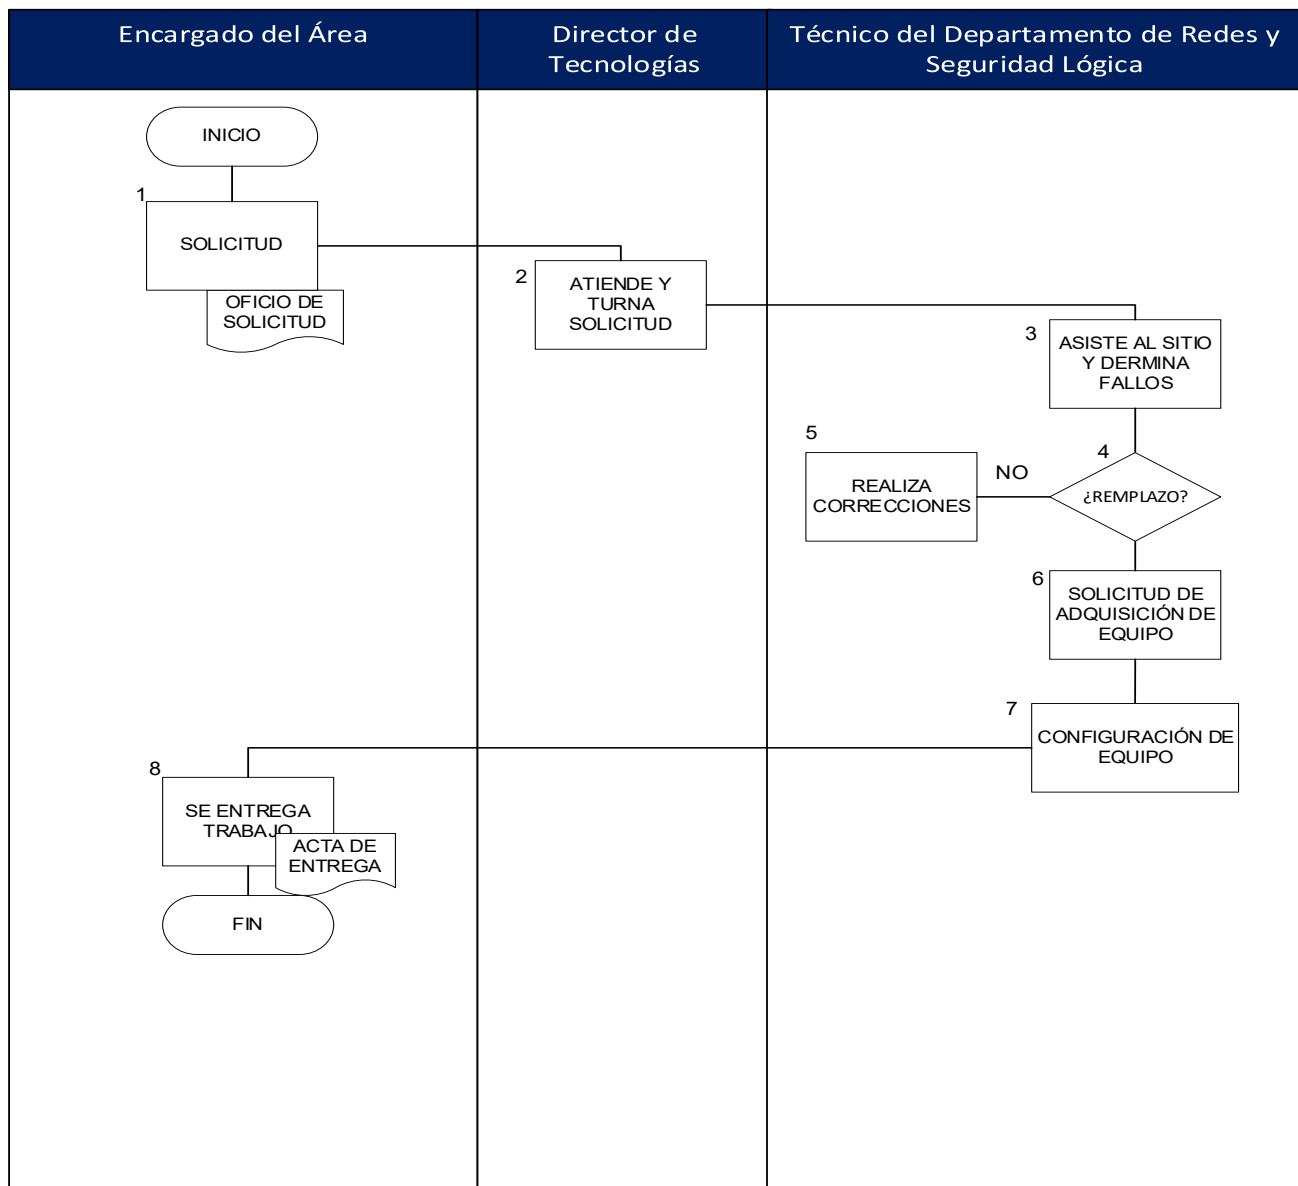 Encargado del Área
Director de
Tecnologías
Técnico del Departamento de Redes y
Seguridad Lógica
INICIO
1
SOLICITUD
OFICIO DE
SOLICITUD
2
ATIENDE Y
TURNA
SOLICITUD
3
ASISTE AL SITIO
Y DERMINA
FALLOS
4
¿REMPLAZO?
NO
5
REALIZA
CORRECCIONES
6
SOLICITUD DE
ADQUISICIÓN DE
EQUIPO
7
CONFIGURACIÓN DE
EQUIPO
8
SE ENTREGA
TRABAJO
ACTA DE
ENTREGA
FIN